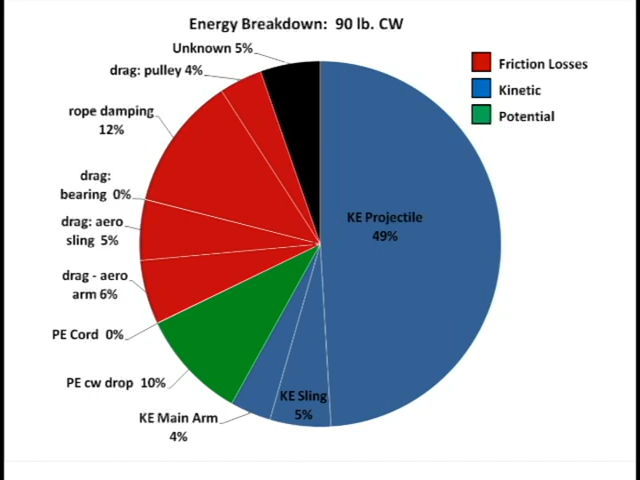 Energy Breakdown:  90 lb. CW
Unknown 5%
drag: pulley 4%
rope damping
12%
drag:
bearing  0%
drag: aero
sling  5%
drag - aero
arm 6%
PE Cord  0%
PE cw drop  10%
KE Main Arm
4%
KE Sling
5%
KE Projectile
49%
Friction Losses
Kinetic
Potential